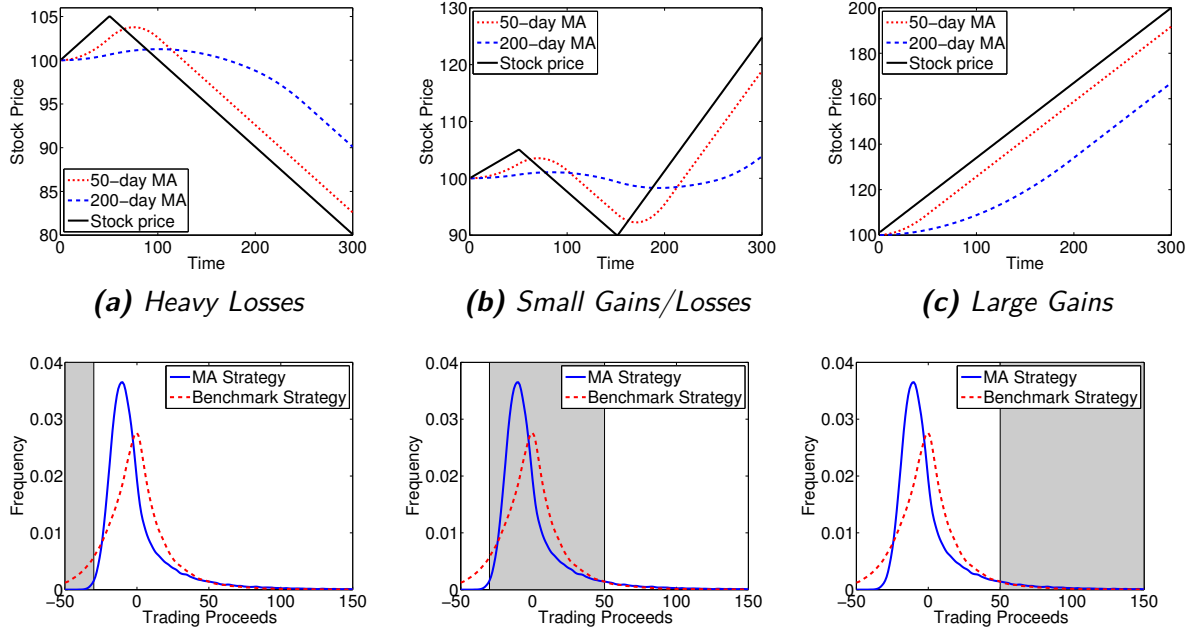 105
100
95
90
85
80
0
100
200
300
Stock Price
Time
50-day MA
200-day MA
Stock price
(a) Heavy Losses
130
120
110
100
90
0
100
200
300
Stock Price
Time
50-day MA
200-day MA
Stock price
(b) Small Gains/Losses
200
180
160
140
120
100
0
100
200
300
Stock Price
Time
50-day MA
200-day MA
Stock price
(c) Large Gains
0.04
0.03
0.02
0.01
0
-50
0
50
100
150
Frequency
Trading Proceeds
MA Strategy
Benchmark Strategy
0.04
0.03
0.02
0.01
0
-50
0
50
100
150
Frequency
Trading Proceeds
MA Strategy
Benchmark Strategy
0.04
0.03
0.02
0.01
0
-50
0
50
100
150
Frequency
Trading Proceeds
MA Strategy
Benchmark Strategy